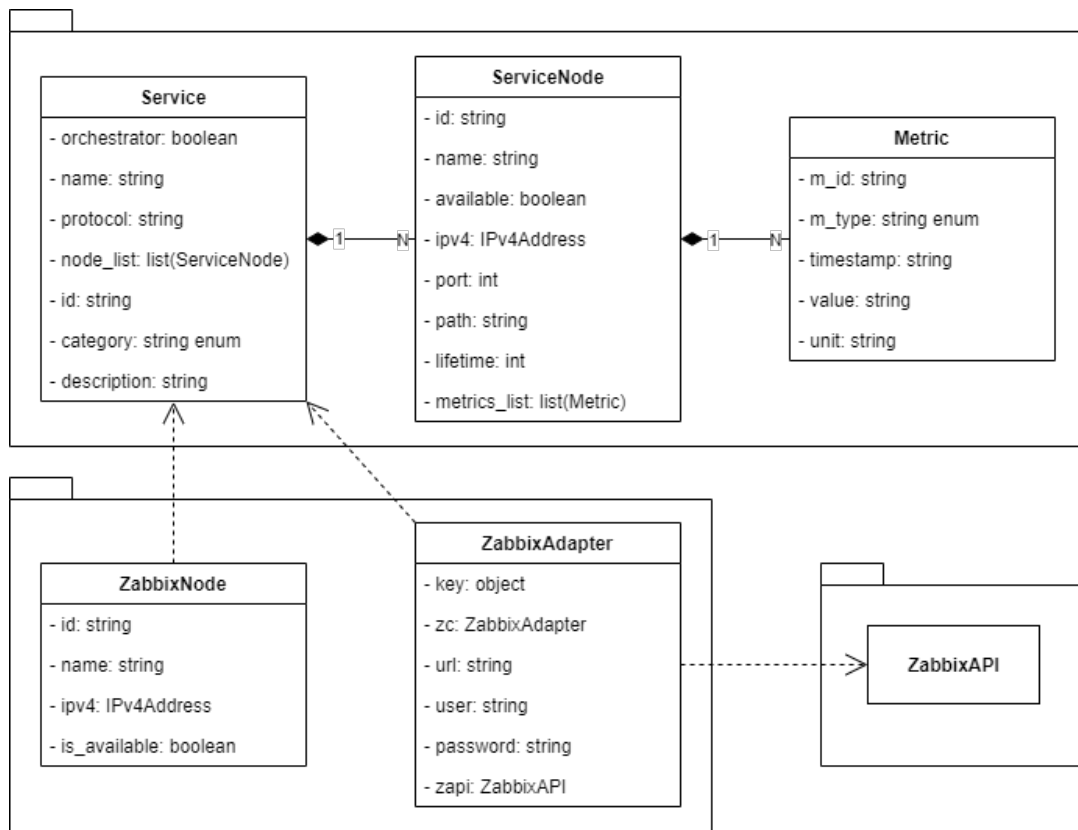 Service
- orchestrator: boolean
- name: string
- protocol: string
- node_list: list(ServiceNode)
- id: string
- category: string enum
- description: string
1
N
ServiceNode
- id: string
- name: string
- available: boolean
- ipv4: IPv4Address
- port: int
- path: string
- lifetime: int
- metrics_list: list(Metric)
1
N
Metric
- m_id: string
- m_type: string enum
- timestamp: string
- value: string
- unit: string
ZabbixNode
- id: string
- name: string
- ipv4: IPv4Address
- is_available: boolean
ZabbixAdapter
- key: object
- zc: ZabbixAdapter
- url: string
- user: string
- password: string
- zapi: ZabbixAPI
ZabbixAPI